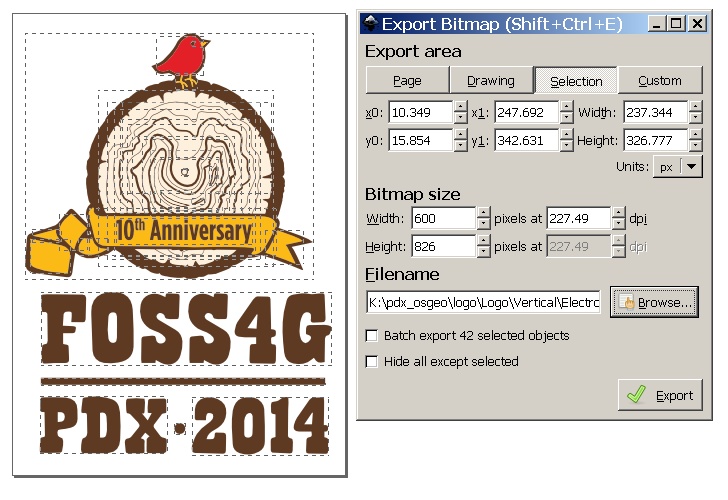 10th Anniversary
FOSS4G
PDX·2014
Export Bitmap (Shift+Ctrl+E)
Export area
Page Drawing Selection Custom
x0: 10.349 x1: 247.692 Width: 237.344
y0: 15.854 y1: 342.631 Height: 326.777
Units: px
Bitmap size
Width: 600 pixels at 227.49 dpi
Height: 826 pixels at 227.49 dpi
Filename
K:\pdx_osgeo\logo\Logo\Vertical\Electro Browse...
Batch export 42 selected objects
Hide all except selected
Export